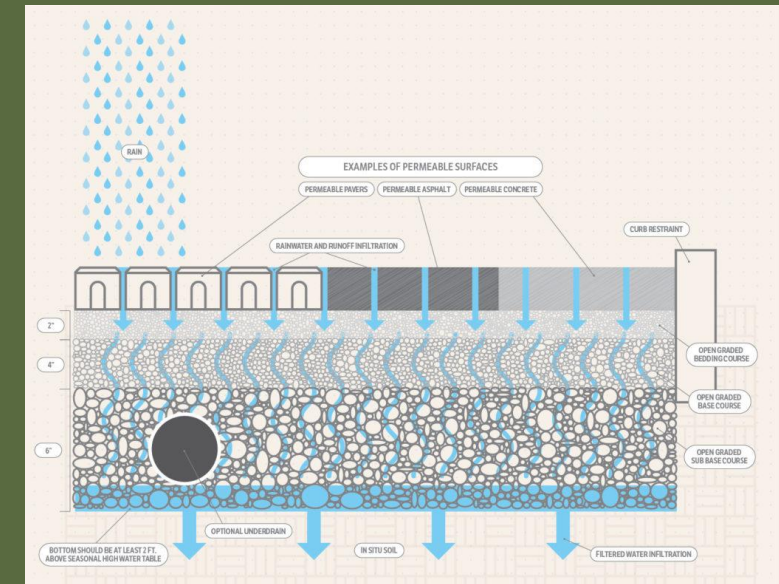 RAIN
EXAMPLES OF PERMEABLE SURFACES
PERMEABLE PAVERS
PERMEABLE ASPHALT
PERMEABLE CONCRETE
CURB RESTRAINT
RAINWATER AND RUNOFF INFILTRATION
2"
4"
6"
OPEN GRADED
BEDDING COURSE
OPEN GRADED
BASE COURSE
OPEN GRADED
SUB BASE COURSE
OPTIONAL UNDERDRAIN
BOTTOM SHOULD BE AT LEAST 2 FT.
ABOVE SEASONAL HIGH WATER TABLE
IN SITU SOIL
FILTERED WATER INFILTRATION